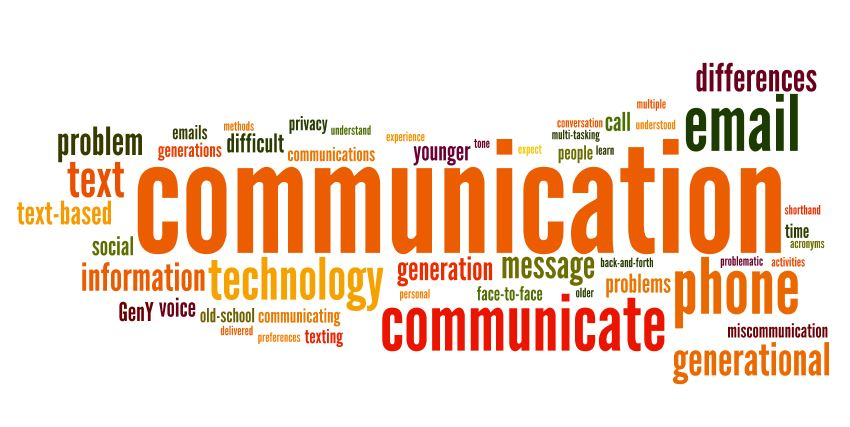 differences
multiple
email
conversation
call
understood
multi-tasking
people
learn
privacy
understand
methods
emails
problem
generations
difficult
communications
experience
younger
tone
expect
text
communication
text-based
shorthand
time
acronyms
social
information
technology
generation
message
back-and-forth
problematic
activities
problems
phone
personal
face-to-face
older
GenY
voice
old-school
communicating
communicate
delivered
preferences
texting
miscommunication
generational